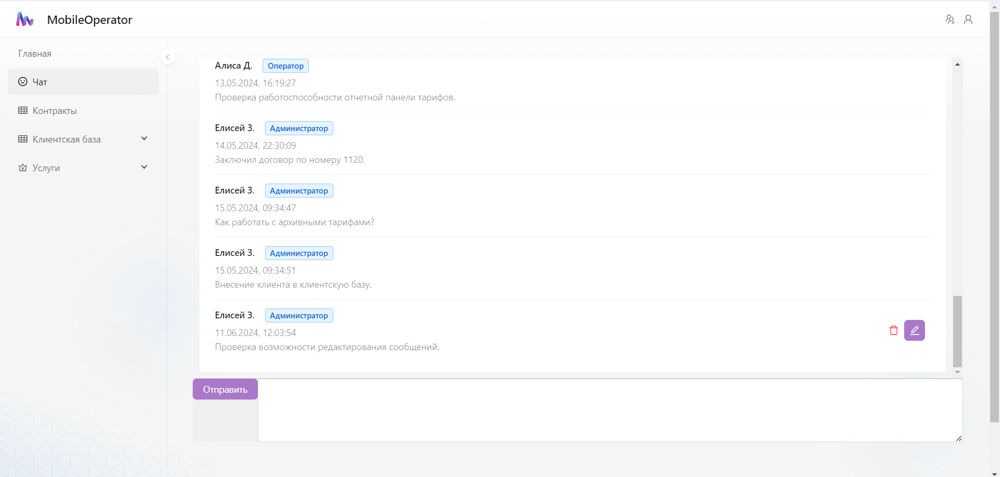 MobileOperator
Главная
Чат
Контракты
Клиентская база
Услуги
Алиса Д. Оператор
13.05.2024, 16:19:27
Проверка работоспособности отчетной панели тарифов.
Елисей З. Администратор
14.05.2024, 22:30:09
Заключил договор по номеру 1120.
Елисей З. Администратор
15.05.2024, 09:34:47
Как работать с архивными тарифами?
Елисей З. Администратор
15.05.2024, 09:34:51
Внесение клиента в клиентскую базу.
Елисей З. Администратор
11.06.2024, 12:03:54
Проверка возможности редактирования сообщений.
Отправить